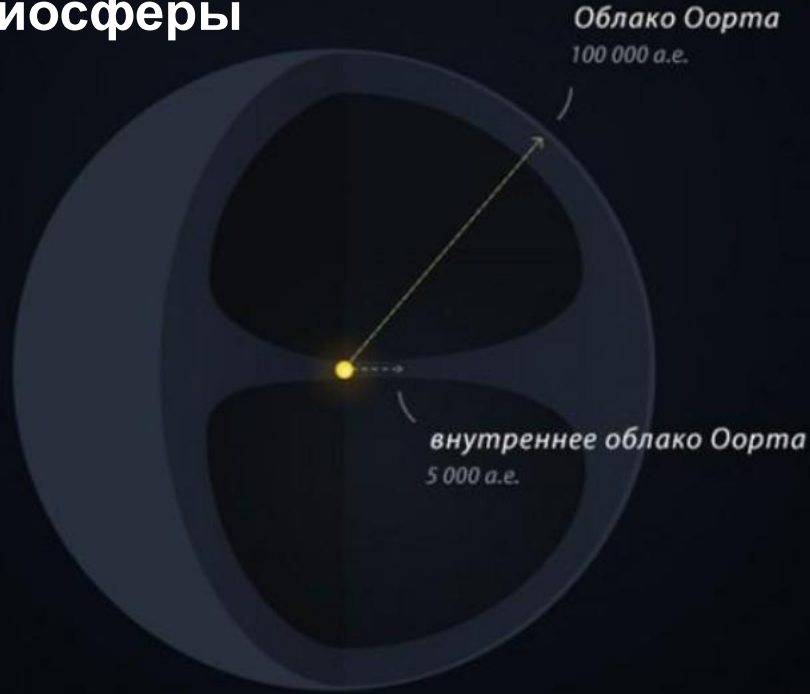 иосферы
Облако Оорта
100 000 а.е.
внутреннее облако Оорта
5 000 а.е.